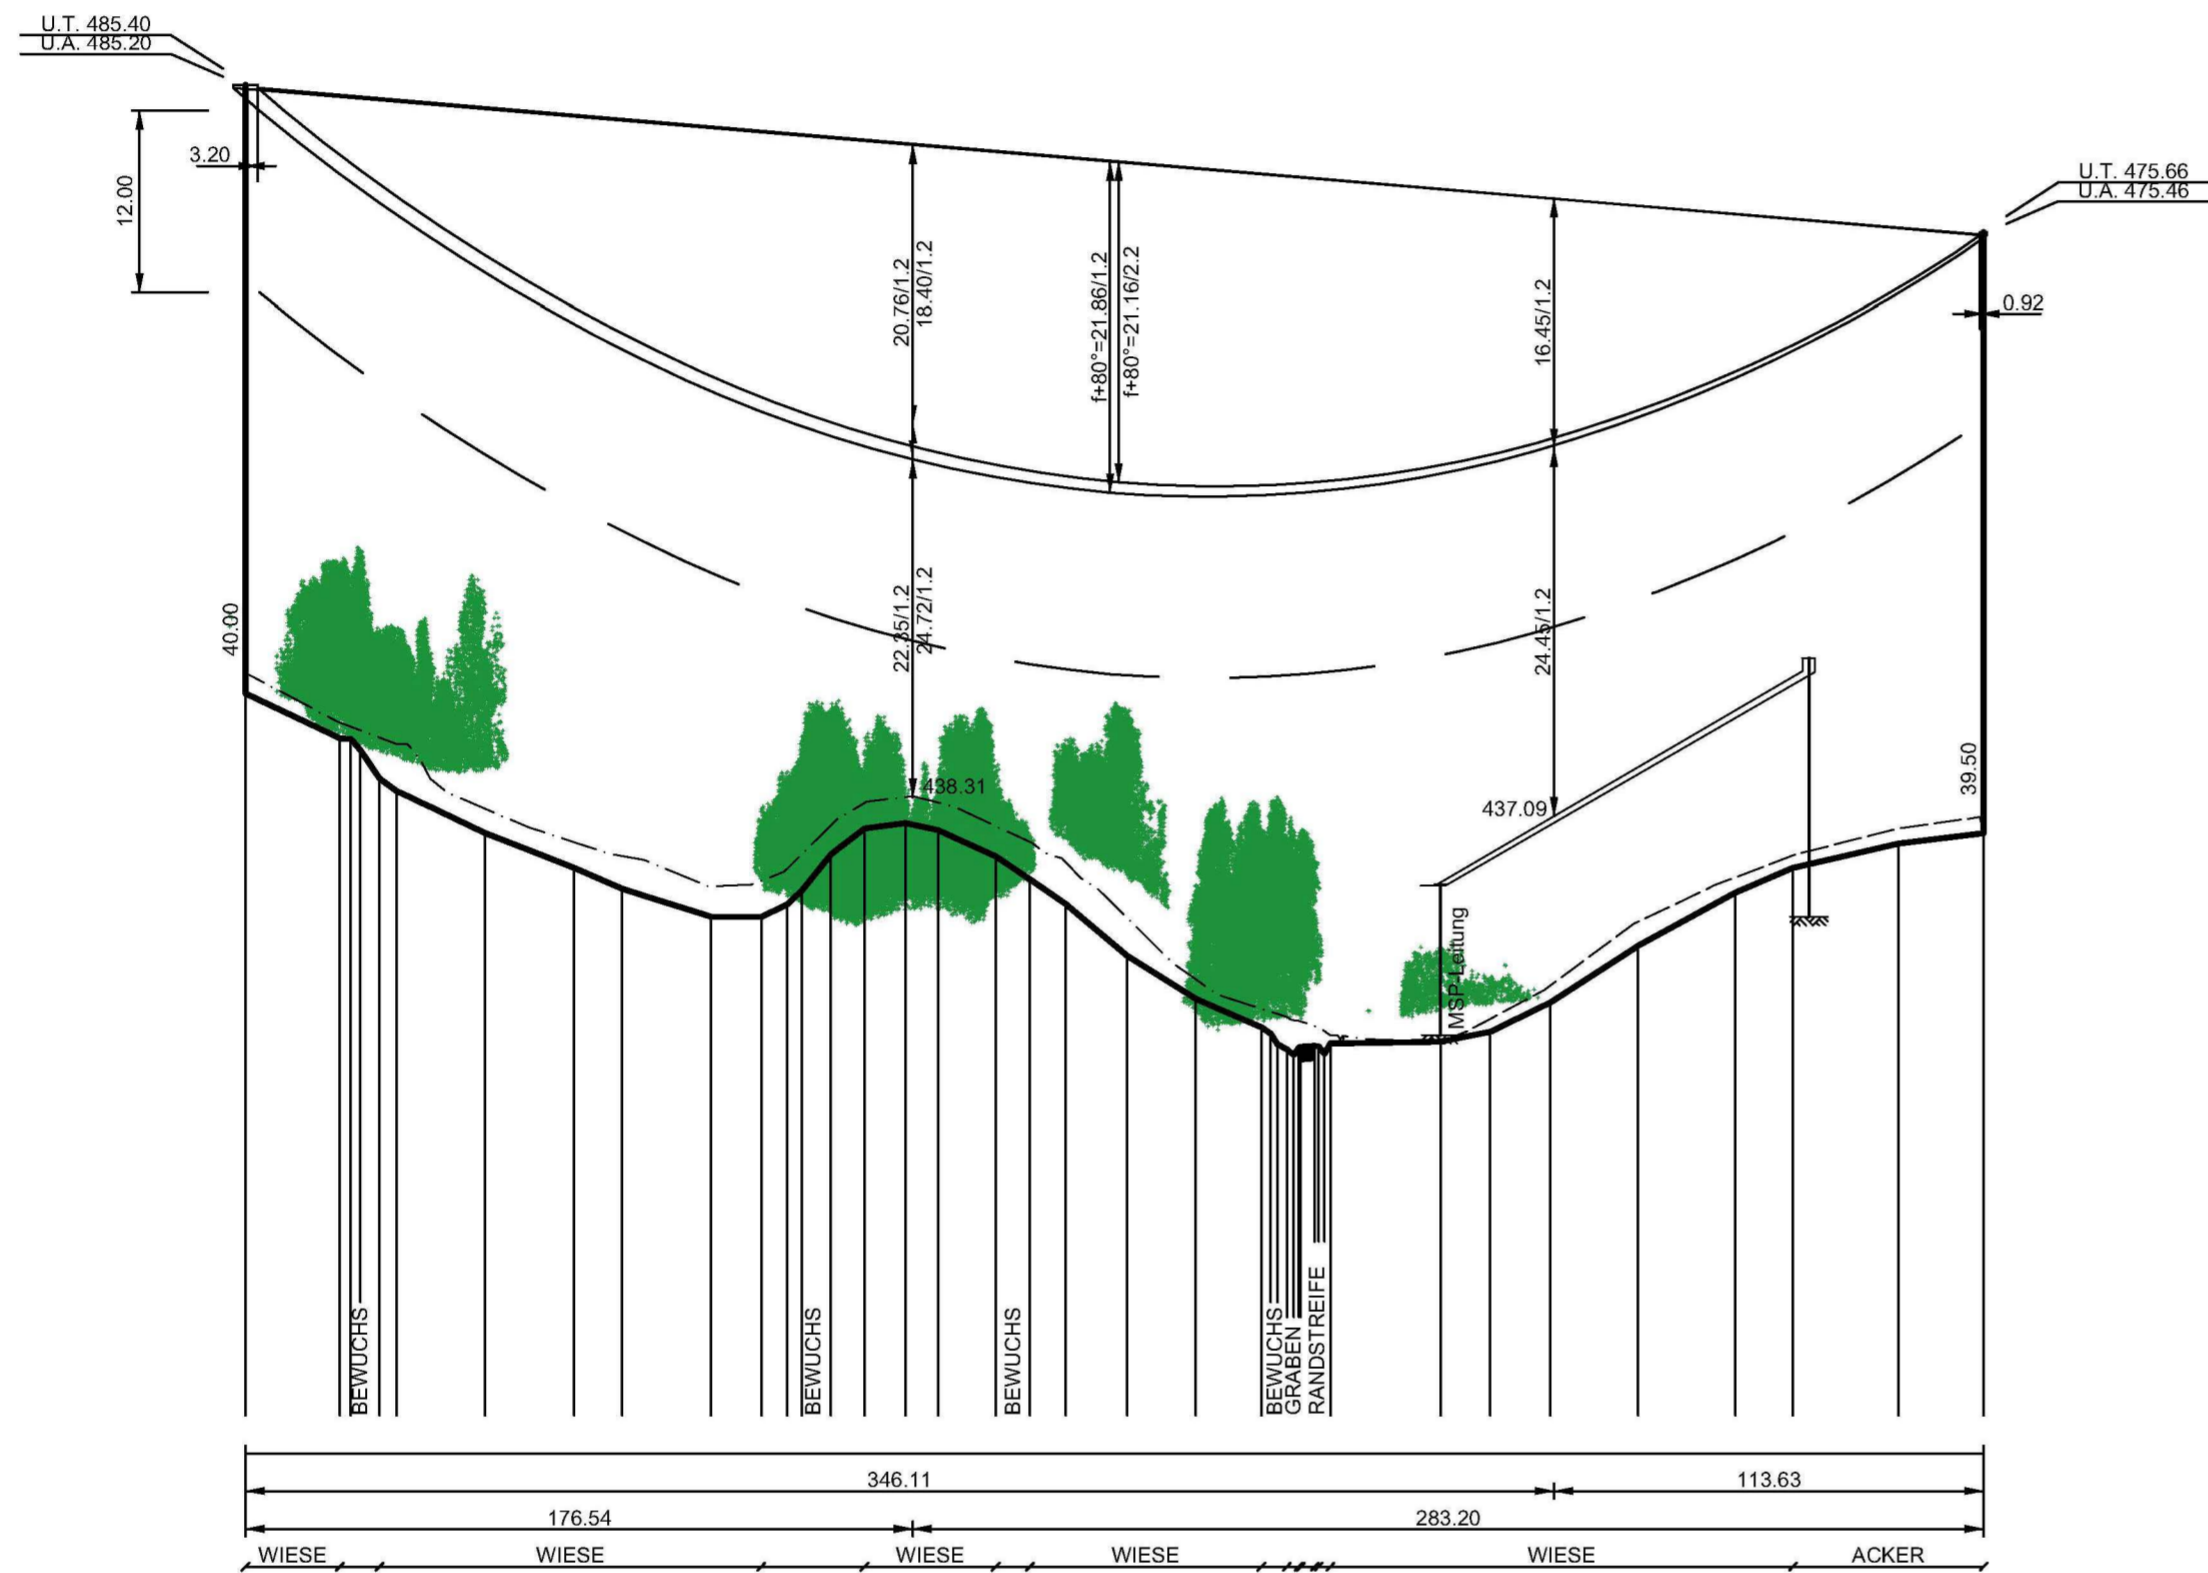 U.T. 485.40
U.A. 485.20
12.00
3.20
20.76/1.2
18.40/1.2
f+80°=21.86/1.2
f+80°=21.16/2.2
16.45/1.2
U.T. 475.66
U.A. 475.46
0.92
40.00
22.35/1.2
24.72/1.2
24.45/1.2
438.31
437.09
39.50
MSP-Leitung
BEWUCHS
BEWUCHS
BEWUCHS
BEWUCHS
GRABEN
RANDSTREIFE
346.11
113.63
176.54
283.20
WIESE
WIESE
WIESE
WIESE
WIESE
ACKER